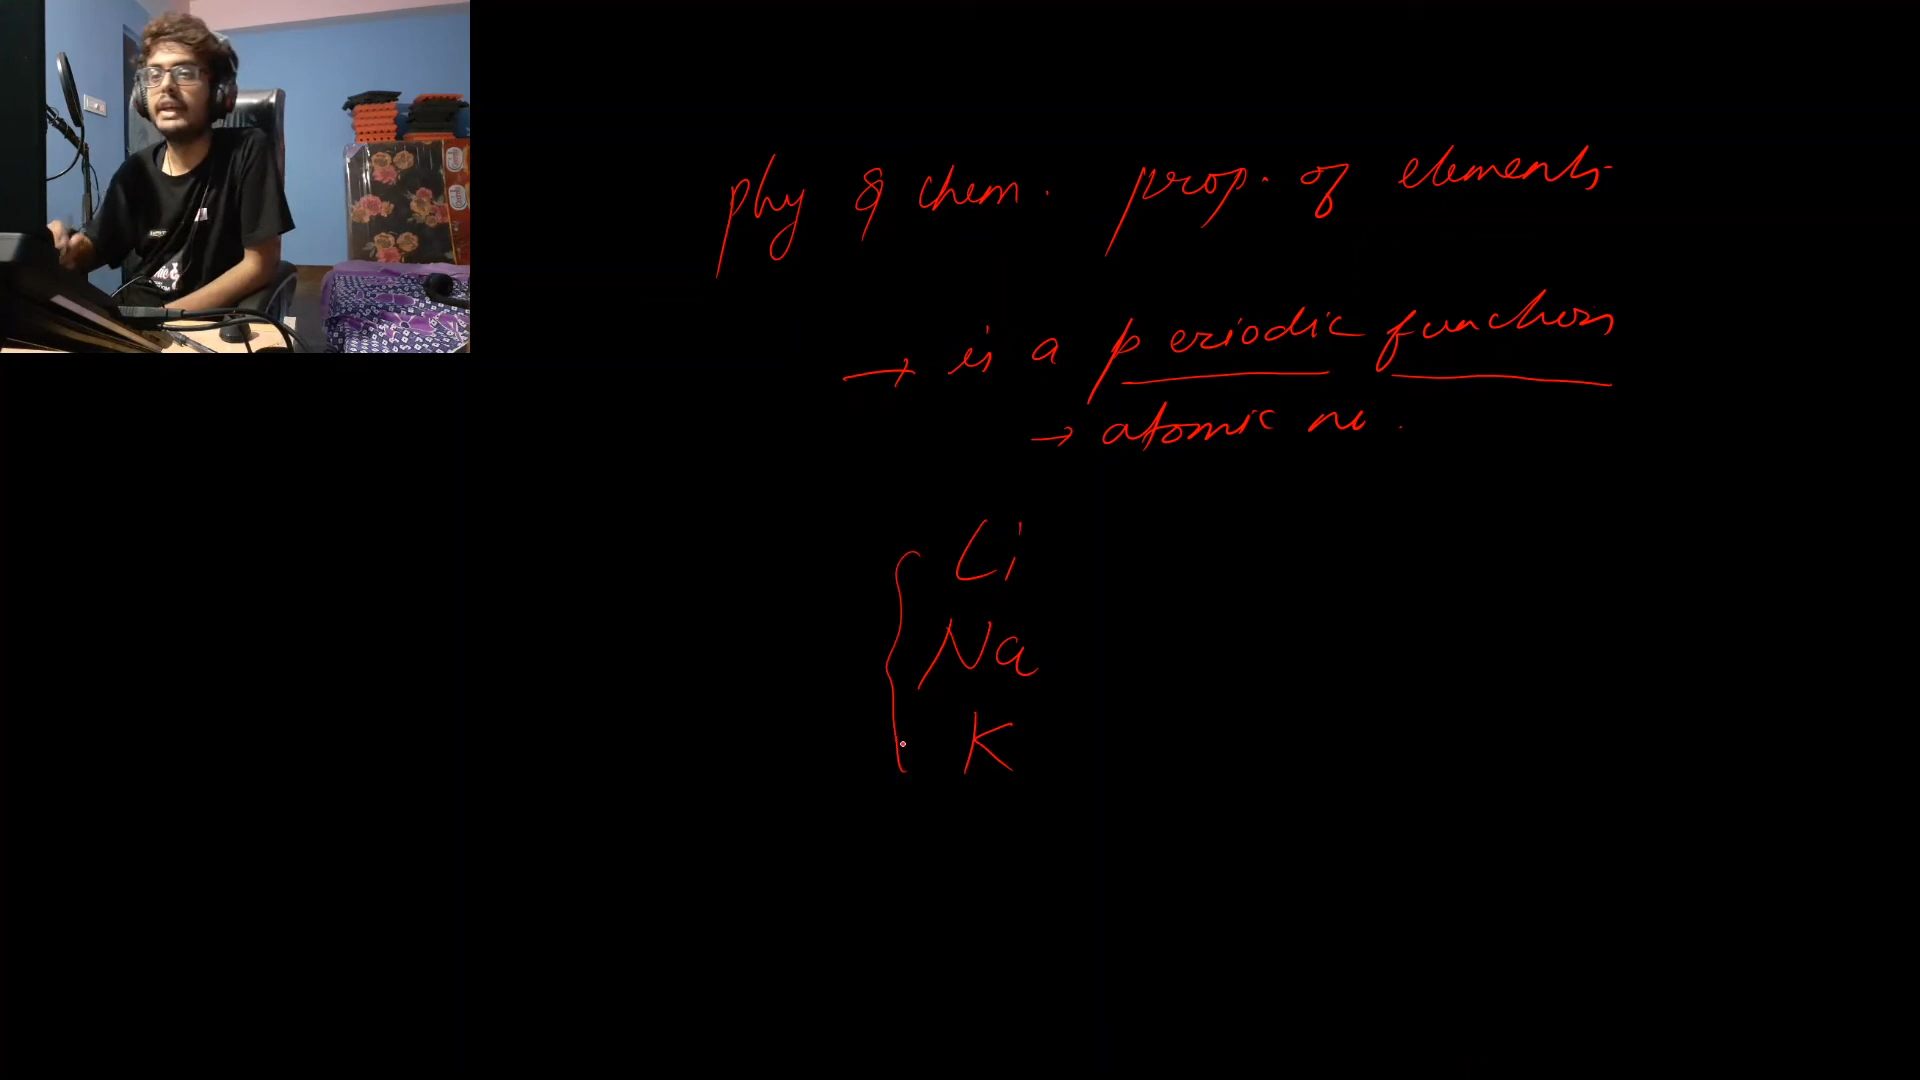 phy & chem. prop. of elements
→ is a periodic function
→ atomic no.
Li
Na
K